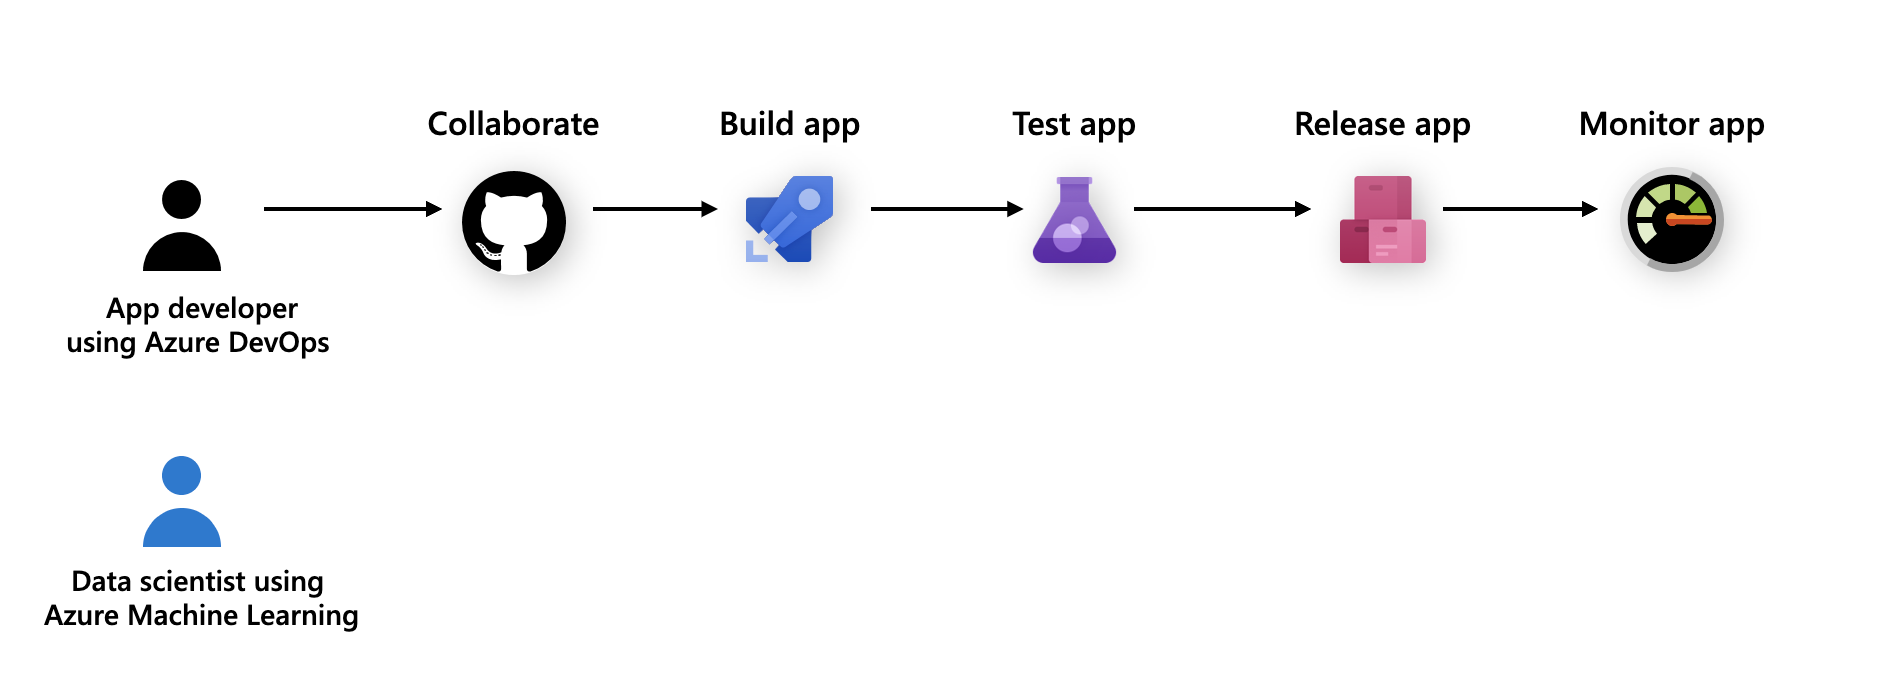 Collaborate
Build app
Test app
Release app
Monitor app
App developer
using Azure DevOps
Data scientist using
Azure Machine Learning